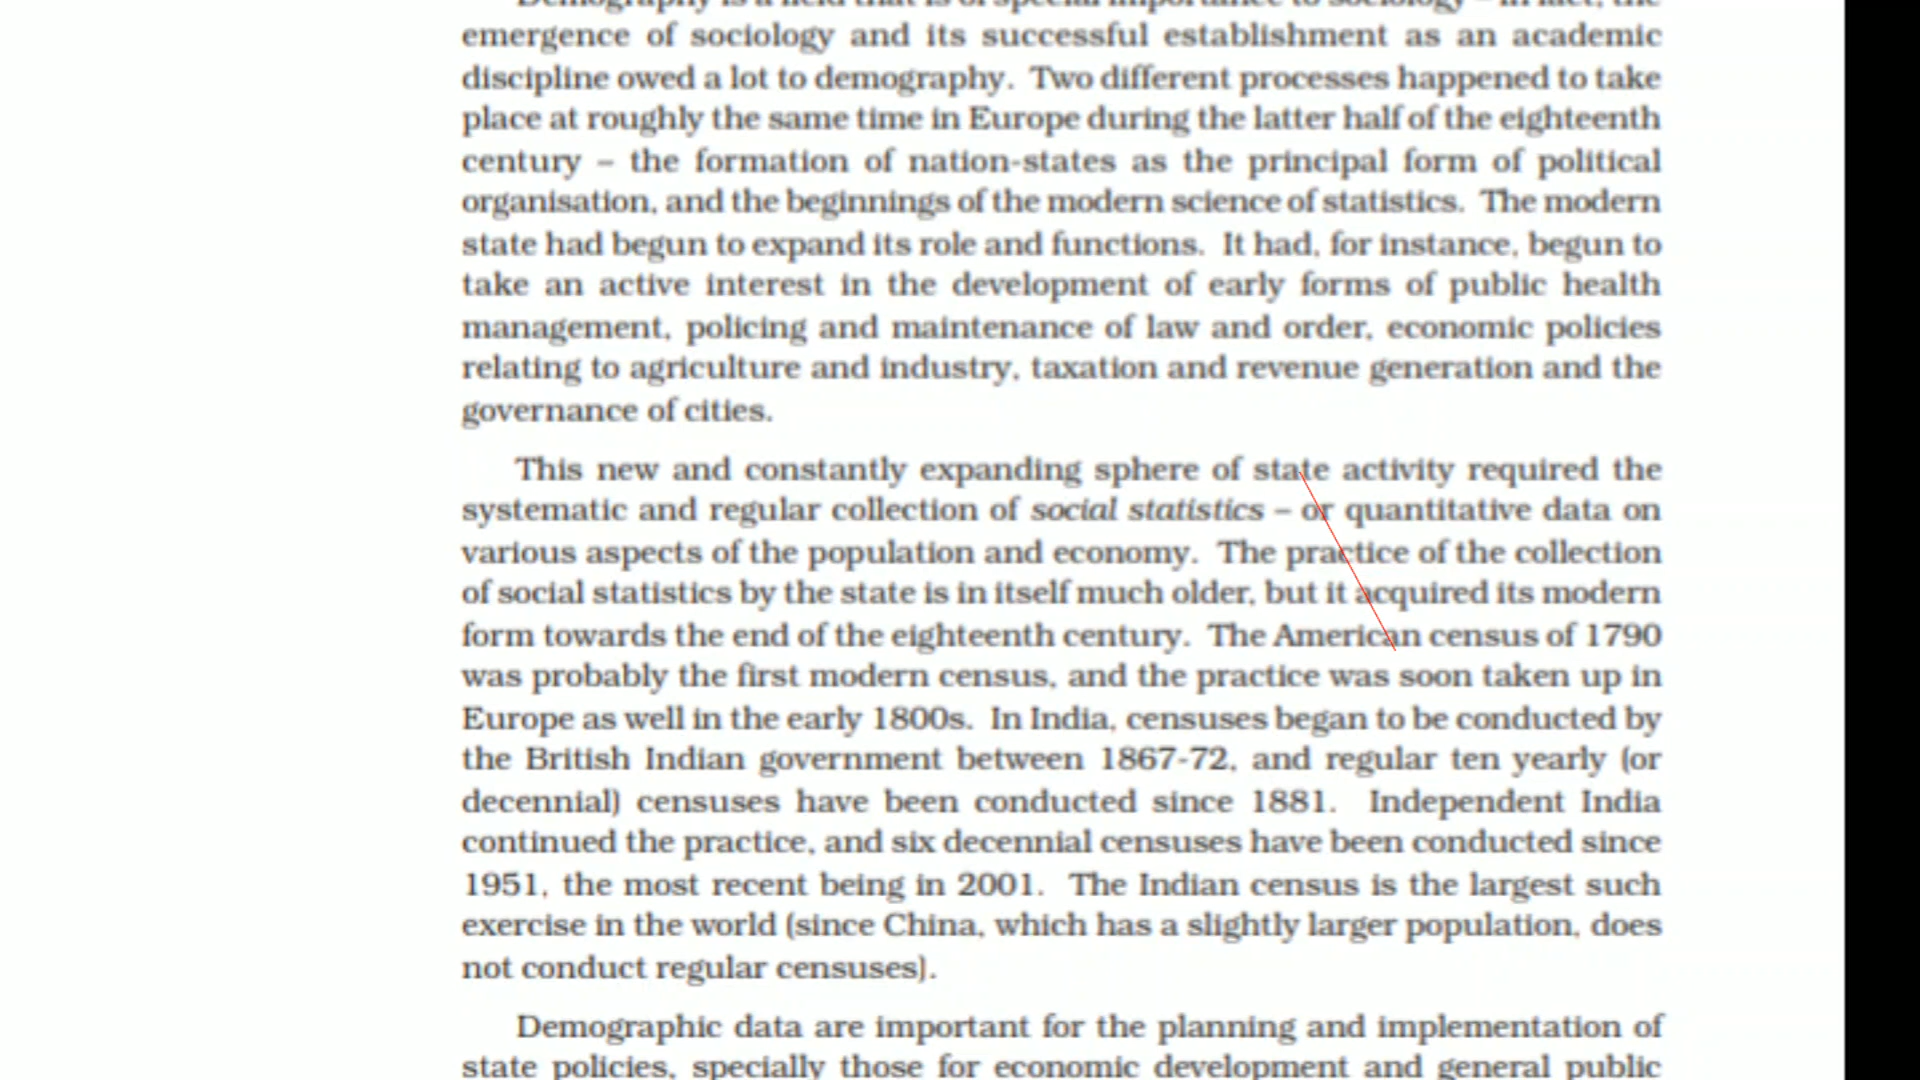 Demography is a field that is of special importance to sociology – in fact, the
emergence of sociology and its successful establishment as an academic
discipline owed a lot to demography. Two different processes happened to take
place at roughly the same time in Europe during the latter half of the eighteenth
century – the formation of nation-states as the principal form of political
organisation, and the beginnings of the modern science of statistics. The modern
state had begun to expand its role and functions. It had, for instance, begun to
take an active interest in the development of early forms of public health
management, policing and maintenance of law and order, economic policies
relating to agriculture and industry, taxation and revenue generation and the
governance of cities.
This new and constantly expanding sphere of state activity required the
systematic and regular collection of social statistics – or quantitative data on
various aspects of the population and economy. The practice of the collection
of social statistics by the state is in itself much older, but it acquired its modern
form towards the end of the eighteenth century. The American census of 1790
was probably the first modern census, and the practice was soon taken up in
Europe as well in the early 1800s. In India, censuses began to be conducted by
the British Indian government between 1867-72, and regular ten yearly (or
decennial) censuses have been conducted since 1881. Independent India
continued the practice, and six decennial censuses have been conducted since
1951, the most recent being in 2001. The Indian census is the largest such
exercise in the world (since China, which has a slightly larger population, does
not conduct regular censuses).
Demographic data are important for the planning and implementation of
state policies, specially those for economic development and general public